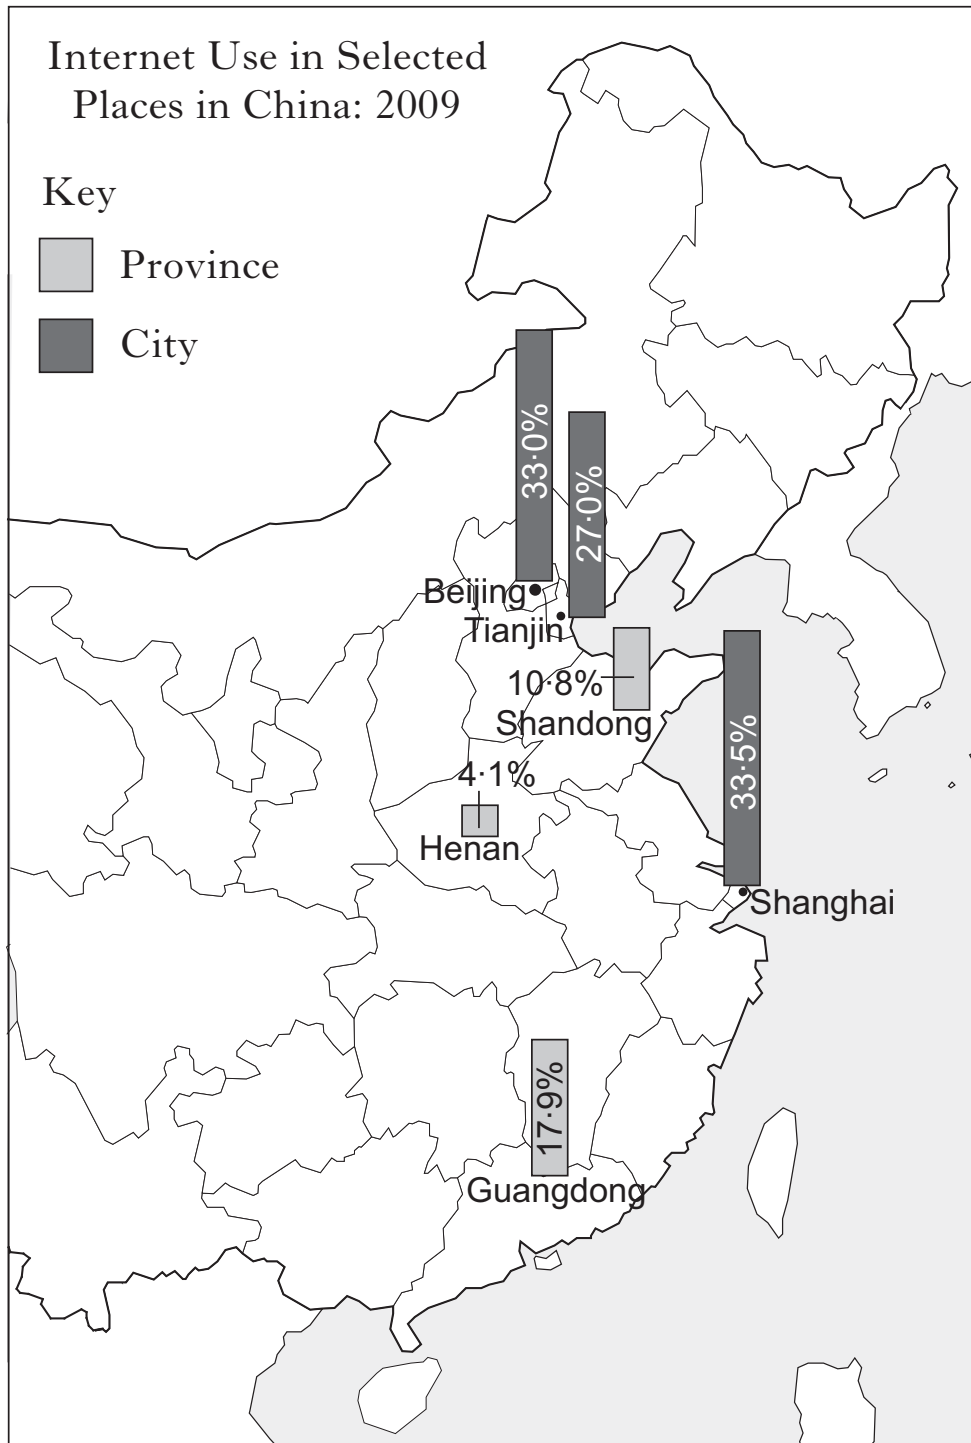 Internet Use in Selected
Places in China: 2009
Key
Province
City
33·0%
27·0%
Beijing
Tianjin
10·8%
Shandong
33·5%
4·1%
Henan
Shanghai
17·9%
Guangdong